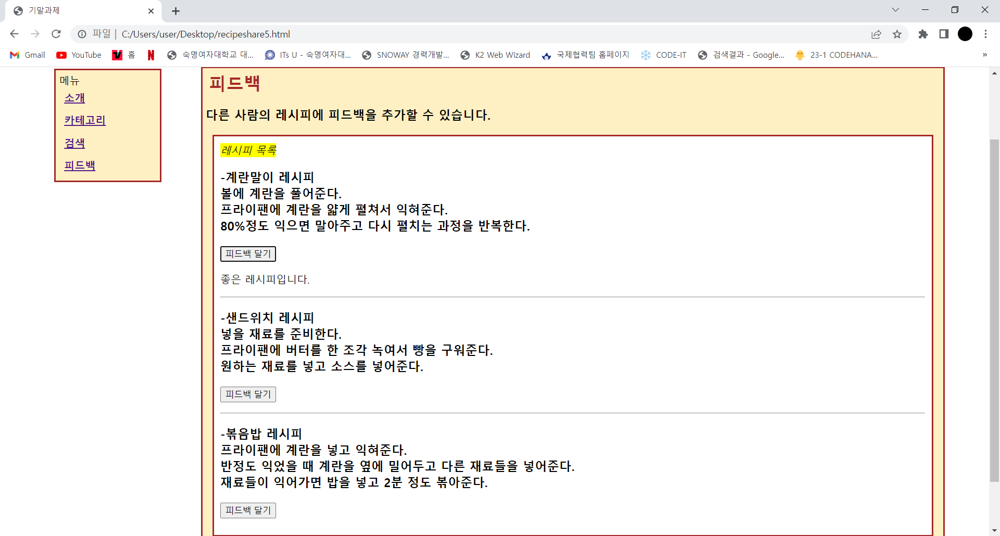 기말과제
파일 | C:/Users/user/Desktop/recipeshare5.html
Gmail YouTube 홈 숙명여자대학교 대... ITs U - 숙명여자대... SNOWAY 경력개발... K2 Web Wizard 국제협력팀 홈페이지 CODE-IT 검색결과 - Google... 23-1 CODEHANA... »
메뉴
소개
카테고리
검색
피드백
피드백
다른 사람의 레시피에 피드백을 추가할 수 있습니다.
레시피 목록
-계란말이 레시피
볼에 계란을 풀어준다.
프라이팬에 계란을 얇게 펼쳐서 익혀준다.
80%정도 익으면 말아주고 다시 펼치는 과정을 반복한다.
피드백 달기
좋은 레시피입니다.
-샌드위치 레시피
넣을 재료를 준비한다.
프라이팬에 버터를 한 조각 녹여서 빵을 구워준다.
원하는 재료를 넣고 소스를 넣어준다.
피드백 달기
-볶음밥 레시피
프라이팬에 계란을 넣고 익혀준다.
반정도 익었을 때 계란을 옆에 밀어두고 다른 재료들을 넣어준다.
재료들이 익어가면 밥을 넣고 2분 정도 볶아준다.
피드백 달기